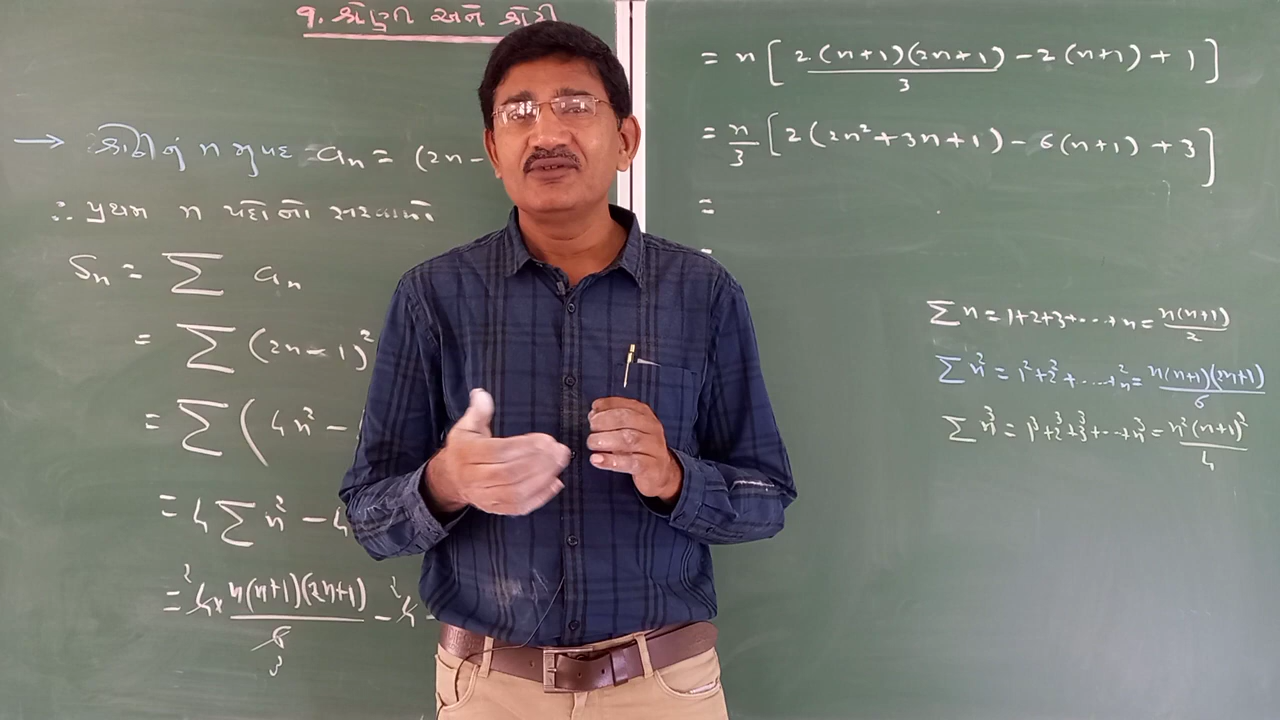 ૧. શ્રેણી અને શ્રેઢી
→ શ્રેઢીનું n મુ પદ aₙ = (2n -
∴ પ્રથમ n પદોનો સરવાળો
Sₙ = ∑ aₙ
= ∑ (2n - 1)²
= ∑ (4n² -
= 4 ∑ n² - 4
= ²4× n(n+1)(2n+1)/6 3 - ²4
= n [ 2.(n+1)(2n+1)/3 - 2(n+1) + 1 ]
= n/3 [ 2(2n² + 3n + 1) - 6(n+1) + 3 ]
=
∑ n = 1+2+3+....+n = n(n+1)/2
∑ n² = 1²+2²+....+n² = n(n+1)(2n+1)/6
∑ n³ = 1³+2³+3³+...+n³ = n²(n+1)²/4